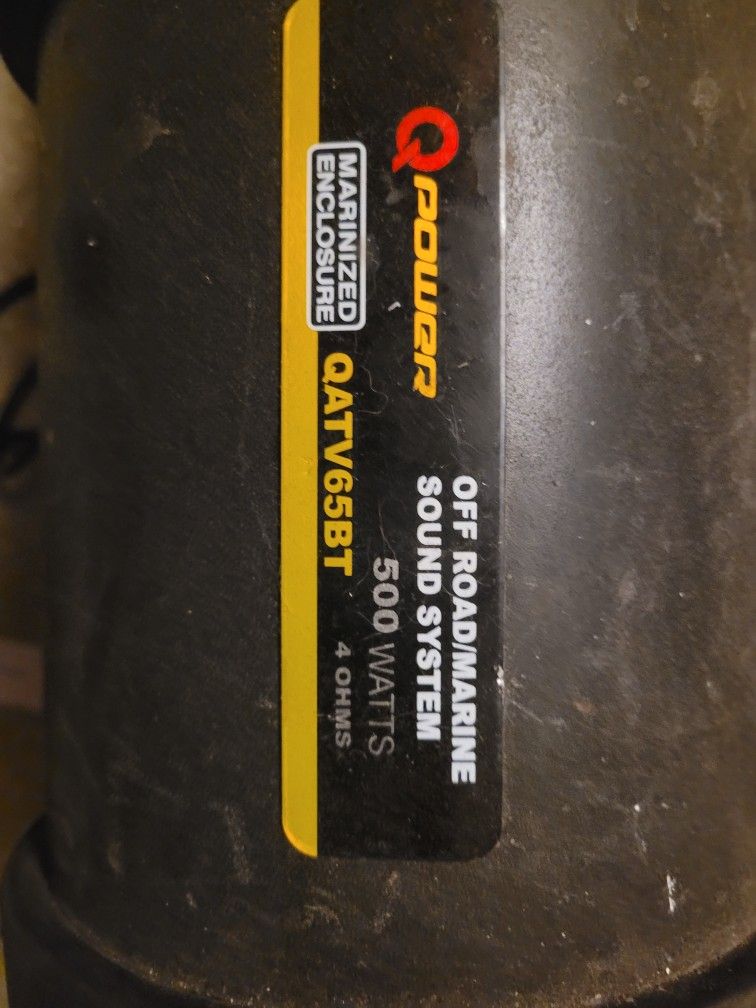 Q POWER
OFF ROAD/MARINE
SOUND SYSTEM
500 WATTS
4 OHMS
MARINIZED
ENCLOSURE
QATV65BT